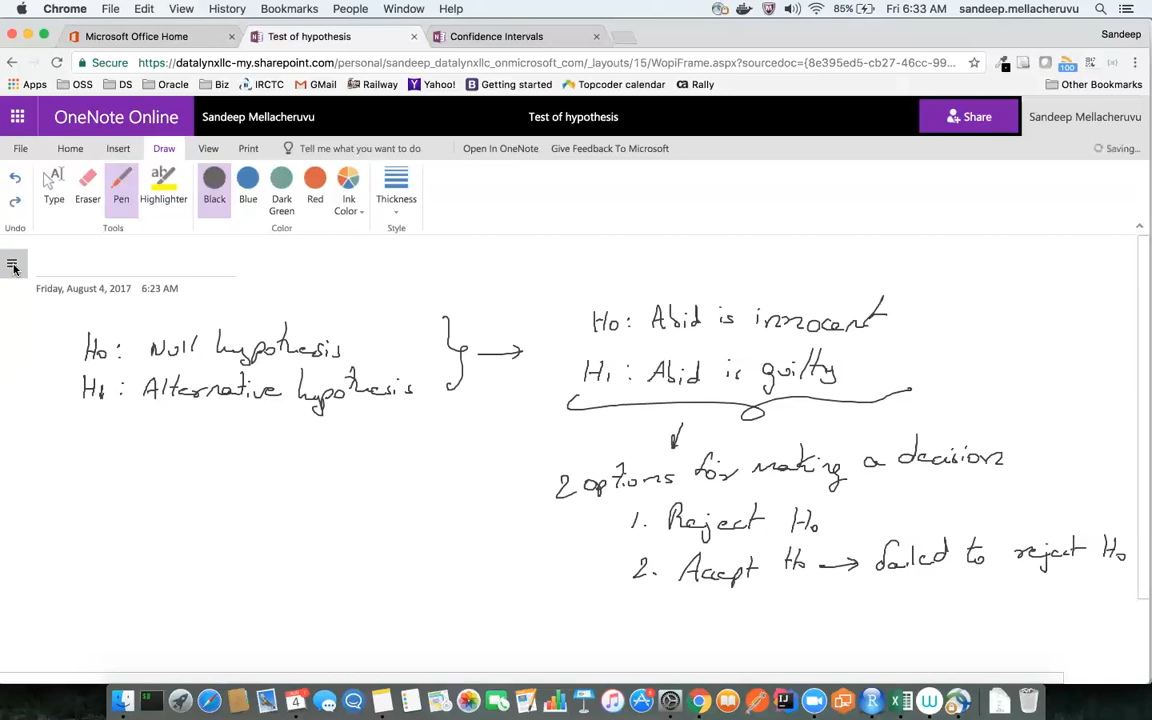 Chrome File Edit View History Bookmarks People Window Help 85% Fri 6:33 AM sandeep.mellacheruvu
Microsoft Office Home × Test of hypothesis × Confidence Intervals × Sandeep
Secure https://datalynxllc-my.sharepoint.com/personal/sandeep_datalynxllc_onmicrosoft_com/_layouts/15/WopiFrame.aspx?sourcedoc={8e395ed5-cb27-46cc-99... 100
Apps OSS DS Oracle Biz IRCTC GMail Railway Yahoo! Getting started Topcoder calendar Rally Other Bookmarks
OneNote Online Sandeep Mellacheruvu Test of hypothesis Share Sandeep Mellacheruvu
File Home Insert Draw View Print Tell me what you want to do Open In OneNote Give Feedback To Microsoft Saving...
Type Eraser Pen Highlighter Black Blue Dark Green Red Ink Color Thickness
Undo Tools Color Style
Friday, August 4, 2017 6:23 AM
H0: Null hypothesis
H1: Alternative hypothesis
H0: Abid is innocent
H1: Abid is guilty
2 options for making a decision
1. Reject H0
2. Accept H0 → failed to reject H0